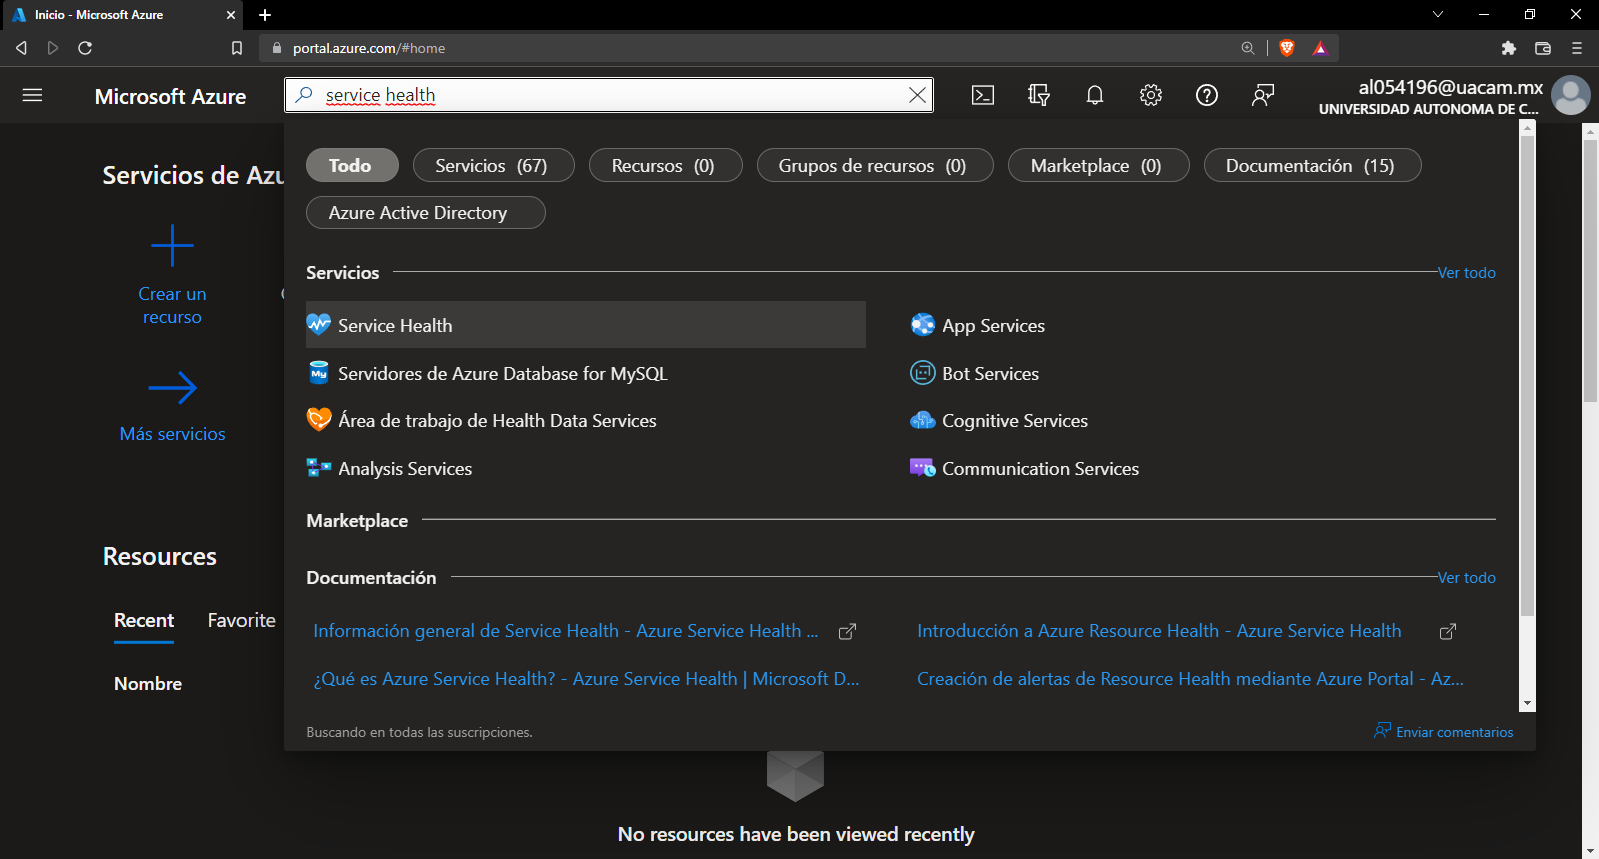 Inicio - Microsoft Azure
portal.azure.com/#home
Microsoft Azure
service health
al054196@uacam.mx
UNIVERSIDAD AUTONOMA DE C...
Servicios de Azu
Todo
Servicios (67)
Recursos (0)
Grupos de recursos (0)
Marketplace (0)
Documentación (15)
Azure Active Directory
Crear un
recurso
Más servicios
Servicios
Ver todo
Service Health
App Services
Servidores de Azure Database for MySQL
Bot Services
Área de trabajo de Health Data Services
Cognitive Services
Analysis Services
Communication Services
Marketplace
Documentación
Ver todo
Información general de Service Health - Azure Service Health ...
Introducción a Azure Resource Health - Azure Service Health
¿Qué es Azure Service Health? - Azure Service Health | Microsoft D...
Creación de alertas de Resource Health mediante Azure Portal - Az...
Buscando en todas las suscripciones.
Enviar comentarios
Resources
Recent
Favorite
Nombre
No resources have been viewed recently